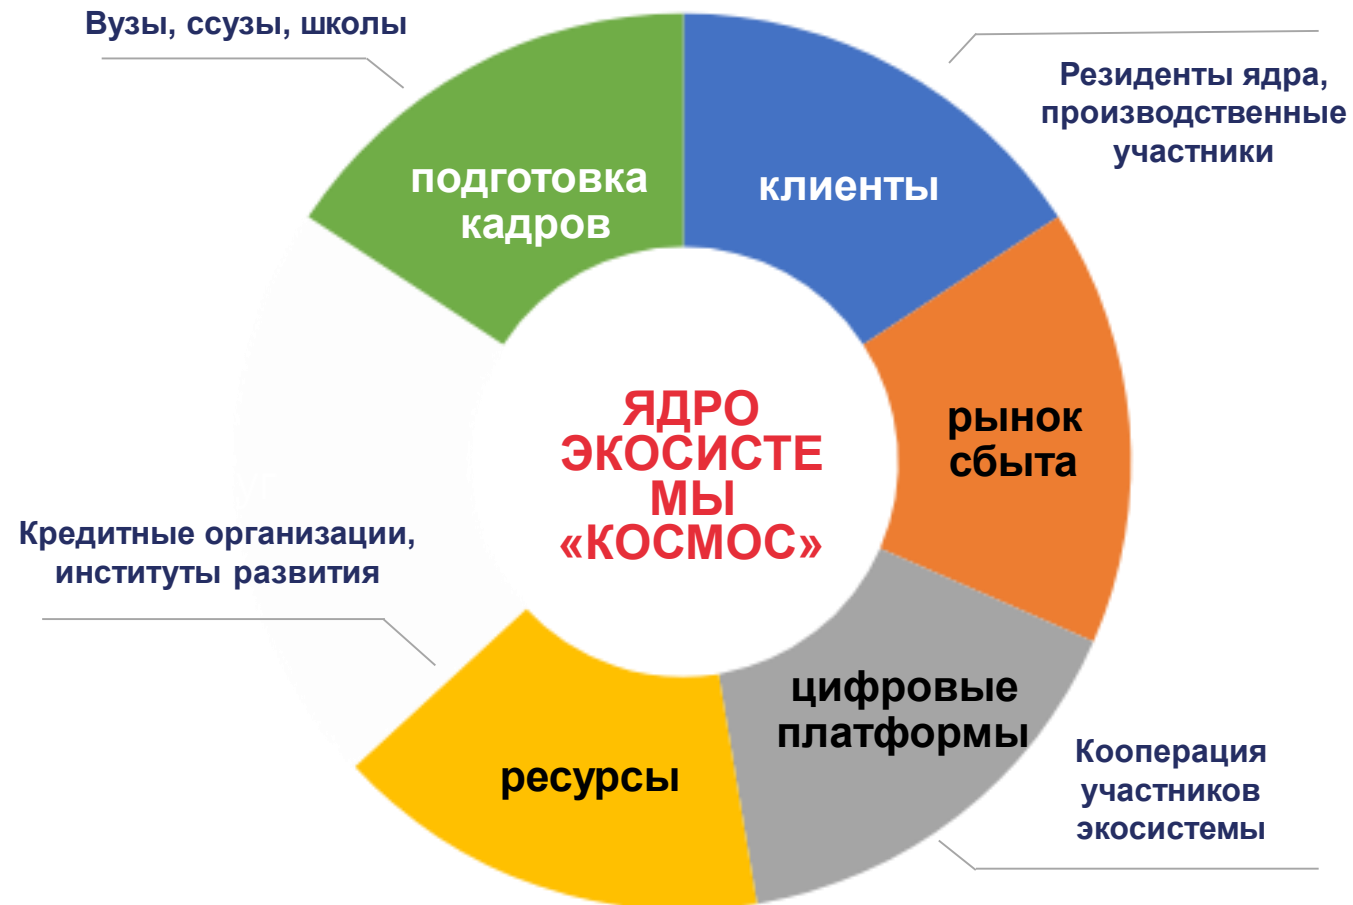 Вузы, ссузы, школы
Резиденты ядра,
производственные
участники
подготовка
кадров
клиенты
рынок
сбыта
ЯДРО
ЭКОСИСТЕ
МЫ
«КОСМОС»
Кредитные организации,
институты развития
цифровые
платформы
ресурсы
Кооперация
участников
экосистемы